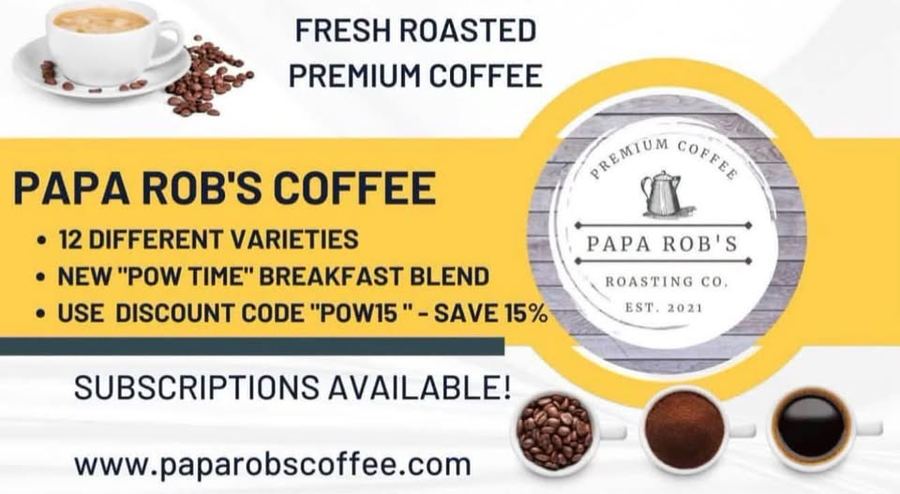 FRESH ROASTED
PREMIUM COFFEE
PAPA ROB'S COFFEE
• 12 DIFFERENT VARIETIES
• NEW "POW TIME" BREAKFAST BLEND
• USE DISCOUNT CODE "POW15 " - SAVE 15%
PREMIUM COFFEE
PAPA ROB'S
ROASTING CO.
EST. 2021
SUBSCRIPTIONS AVAILABLE!
www.paparobscoffee.com